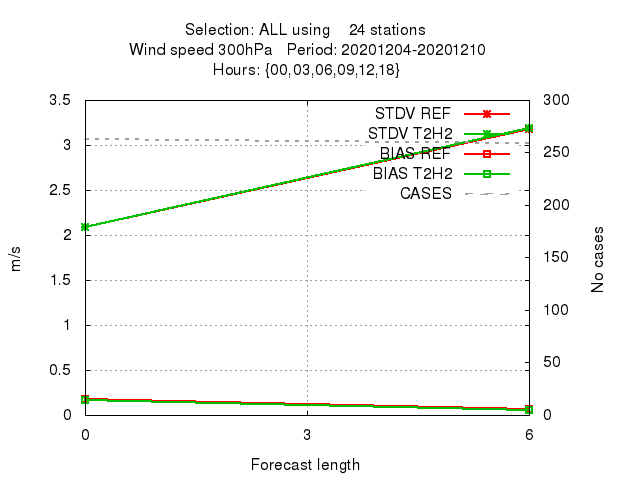 Selection: ALL using 24 stations
Wind speed 300hPa Period: 20201204-20201210
Hours: {00,03,06,09,12,18}
3.5
3
2.5
2
1.5
1
0.5
0
m/s
STDV REF
STDV T2H2
BIAS REF
BIAS T2H2
CASES
300
250
200
150
100
50
0
No cases
0 3 6
Forecast length